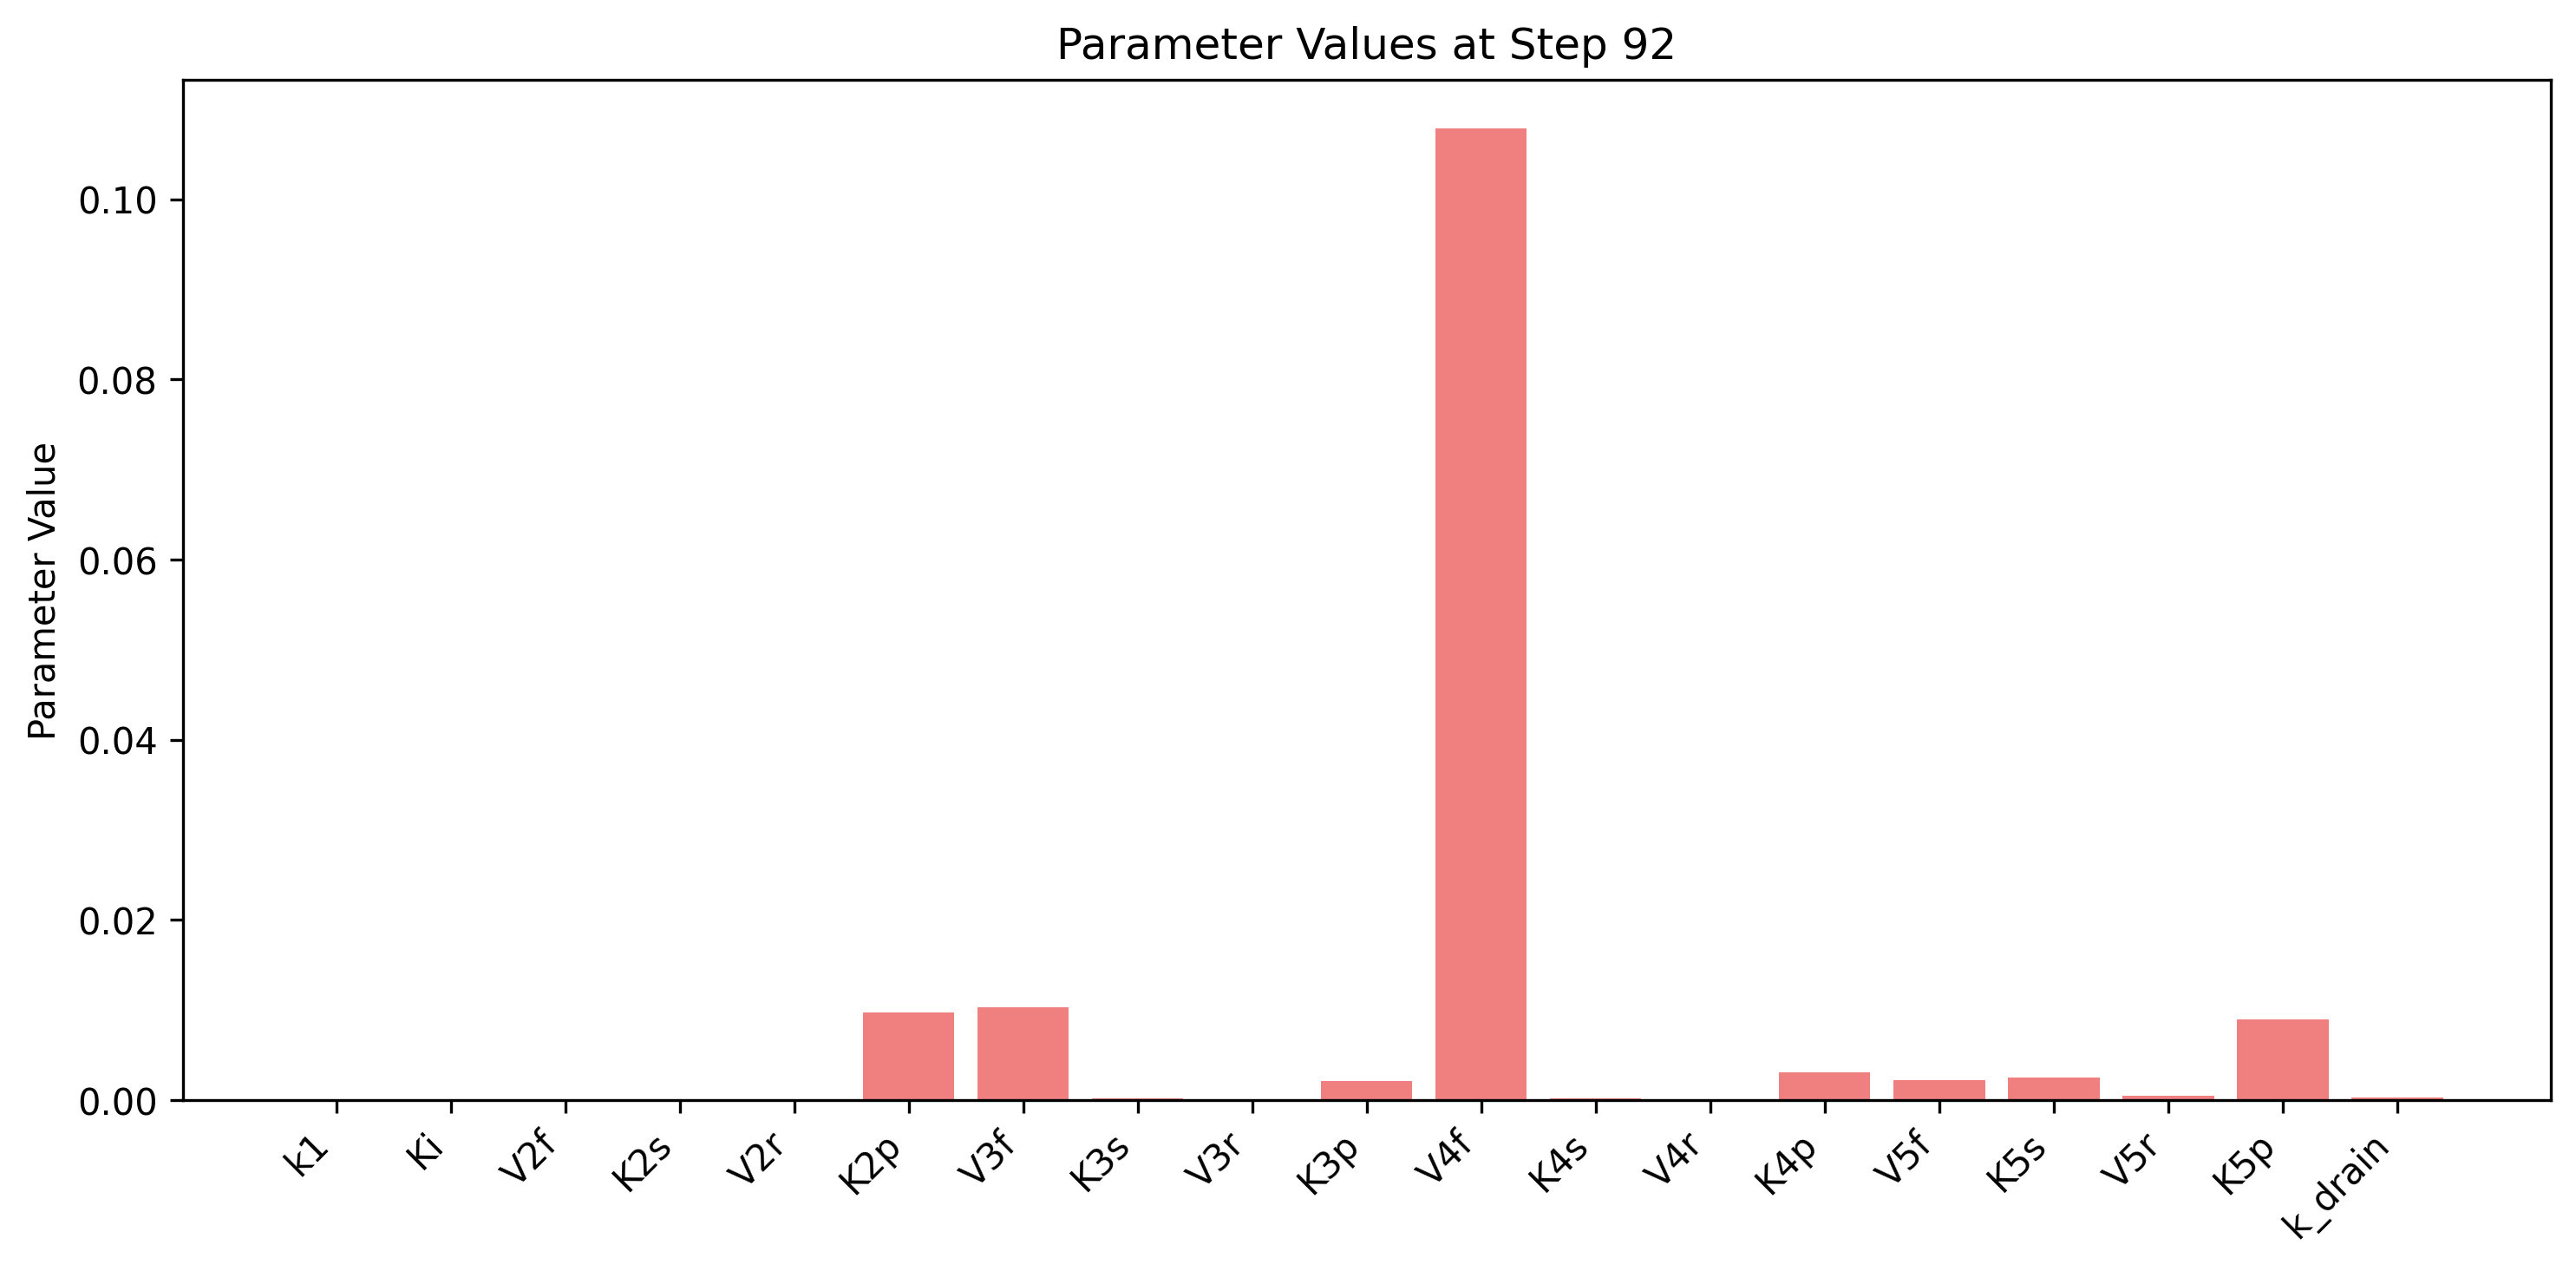 Parameter Values at Step 92
Parameter Value
0.10
0.08
0.06
0.04
0.02
0.00
k1
Ki
V2f
K2s
V2r
K2p
V3f
K3s
V3r
K3p
V4f
K4s
V4r
K4p
V5f
K5s
V5r
K5p
k_drain